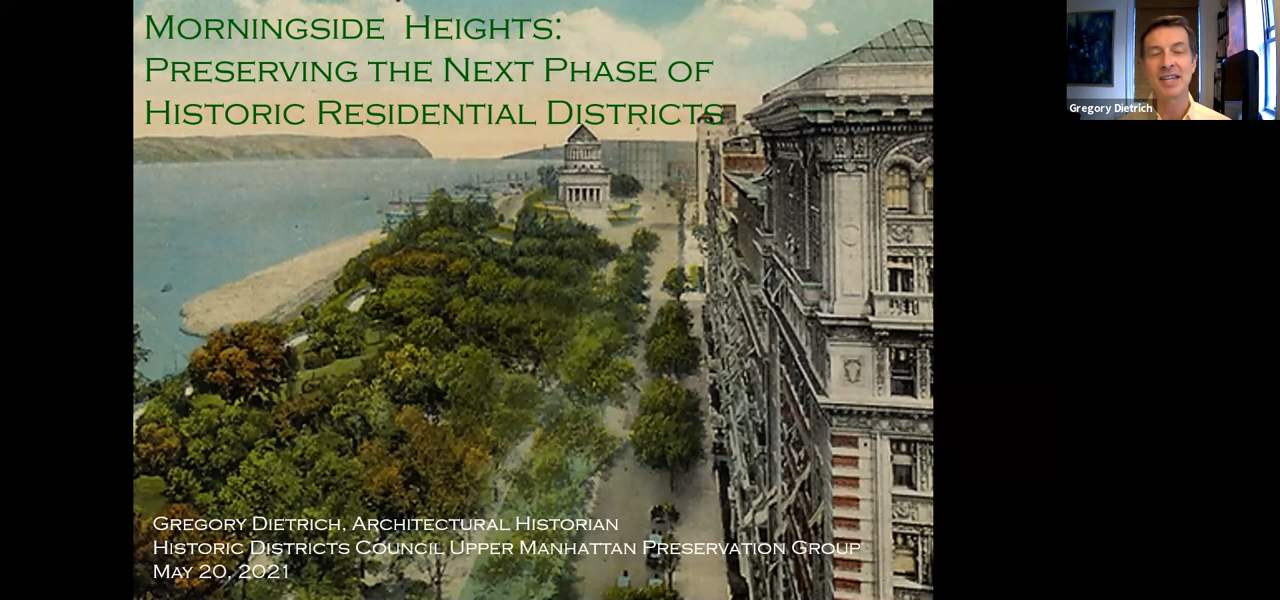 MORNINGSIDE HEIGHTS:
PRESERVING THE NEXT PHASE OF
HISTORIC RESIDENTIAL DISTRICTS
Gregory Dietrich
GREGORY DIETRICH, ARCHITECTURAL HISTORIAN
HISTORIC DISTRICTS COUNCIL UPPER MANHATTAN PRESERVATION GROUP
MAY 20, 2021